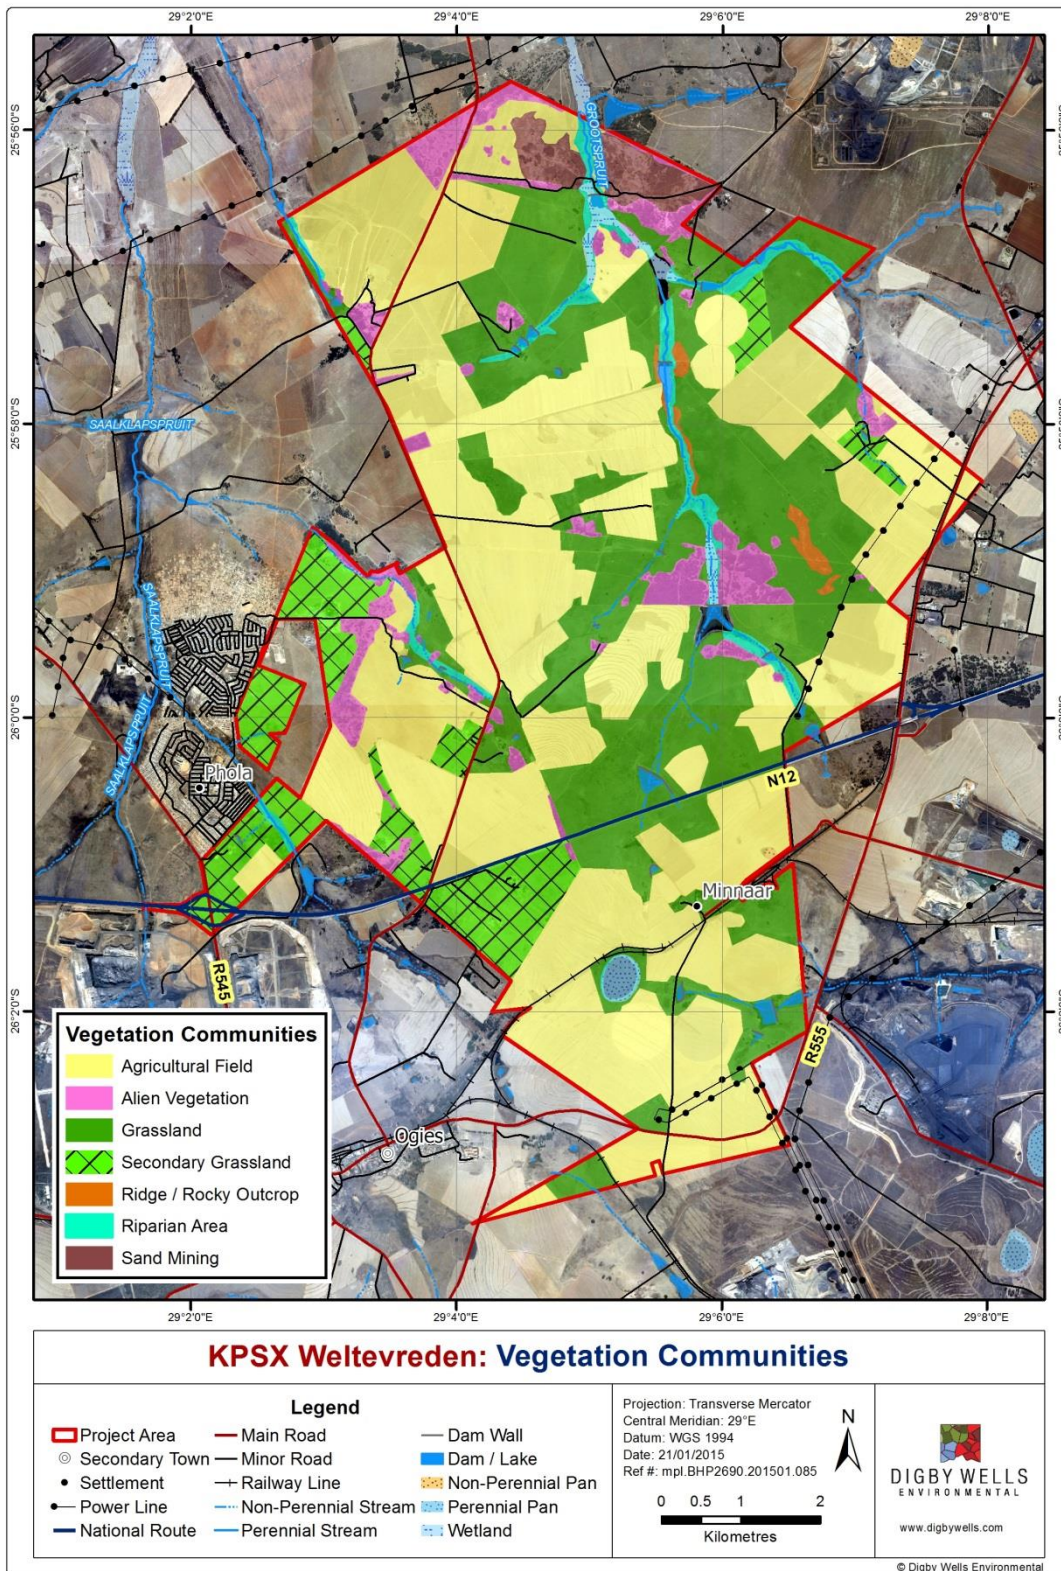 29°2'0"E
29°4'0"E
29°6'0"E
29°8'0"E
25°56'0"S
25°58'0"S
26°0'0"S
26°2'0"S
GROOTSPRUIT
SAALKLAPSPRUIT
SAALKLAPSPRUIT
SAALKLAPSPRUIT
Phola
N12
Minnaar
R545
R555
Ogies
Vegetation Communities
Agricultural Field
Alien Vegetation
Grassland
Secondary Grassland
Ridge / Rocky Outcrop
Riparian Area
Sand Mining
29°2'0"E
29°4'0"E
29°6'0"E
29°8'0"E
KPSX Weltevreden: Vegetation Communities
Legend
Project Area
Secondary Town
Settlement
Power Line
National Route
Main Road
Minor Road
Railway Line
Non-Perennial Stream
Perennial Stream
Dam Wall
Dam / Lake
Non-Perennial Pan
Perennial Pan
Wetland
Projection: Transverse Mercator
Central Meridian: 29°E
Datum: WGS 1994
Date: 21/01/2015
Ref #: mpl.BHP2690.201501.085
N
0 0.5 1 2
Kilometres
DIGBY WELLS
ENVIRONMENTAL
www.digbywells.com
© Digby Wells Environmental